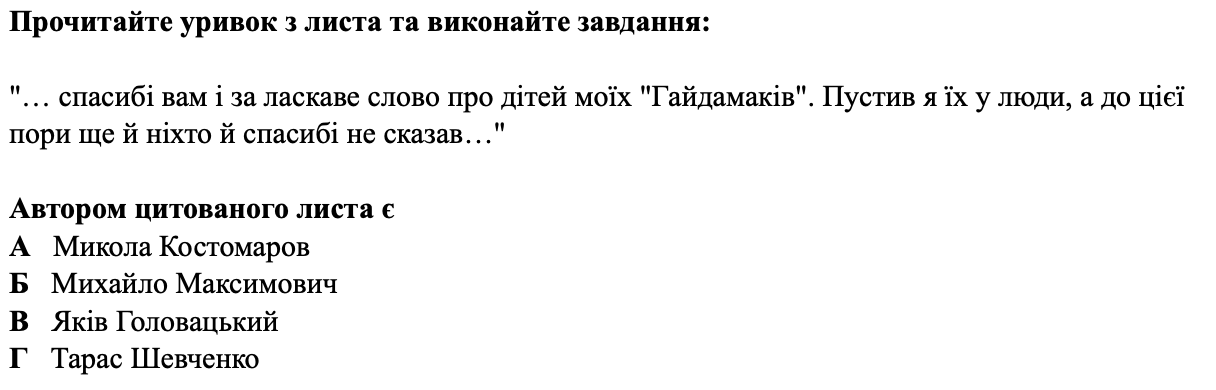 Прочитайте уривок з листа та виконайте завдання:
"… спасибі вам і за ласкаве слово про дітей моїх "Гайдамаків". Пустив я їх у люди, а до цієї
пори ще й ніхто й спасибі не сказав…"
Автором цитованого листа є
А Микола Костомаров
Б Михайло Максимович
В Яків Головацький
Г Тарас Шевченко